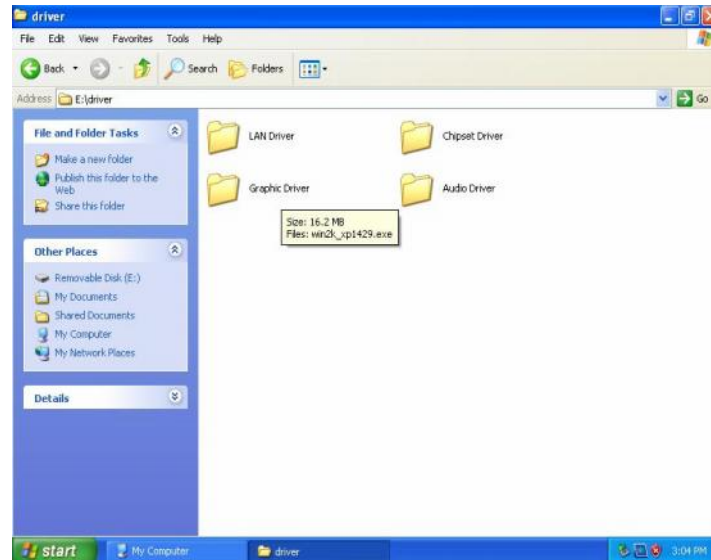 driver
File Edit View Favorites Tools Help
Back Search Folders
Address E:\driver Go
File and Folder Tasks
Make a new folder
Publish this folder to the
Web
Share this folder
Other Places
Removable Disk (E:)
My Documents
Shared Documents
My Computer
My Network Places
Details
LAN Driver Chipset Driver
Graphic Driver Audio Driver
Size: 16.2 MB
Files: win2k_xp1429.exe
start My Computer driver 3:04 PM